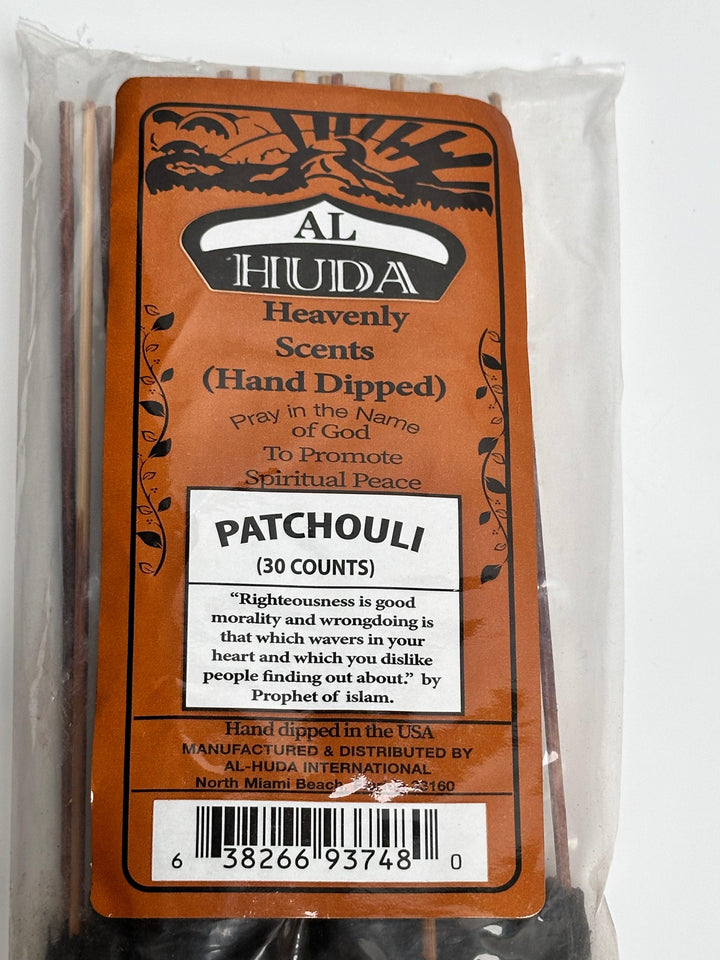 AL
HUDA
Heavenly
Scents
(Hand Dipped)
Pray in the Name
of God
To Promote
Spiritual Peace
PATCHOULI
(30 COUNTS)
“Righteousness is good
morality and wrongdoing is
that which wavers in your
heart and which you dislike
people finding out about.” by
Prophet of islam.
Hand dipped in the USA
MANUFACTURED & DISTRIBUTED BY
AL-HUDA INTERNATIONAL
North Miami Beach
6 38266 93748 0